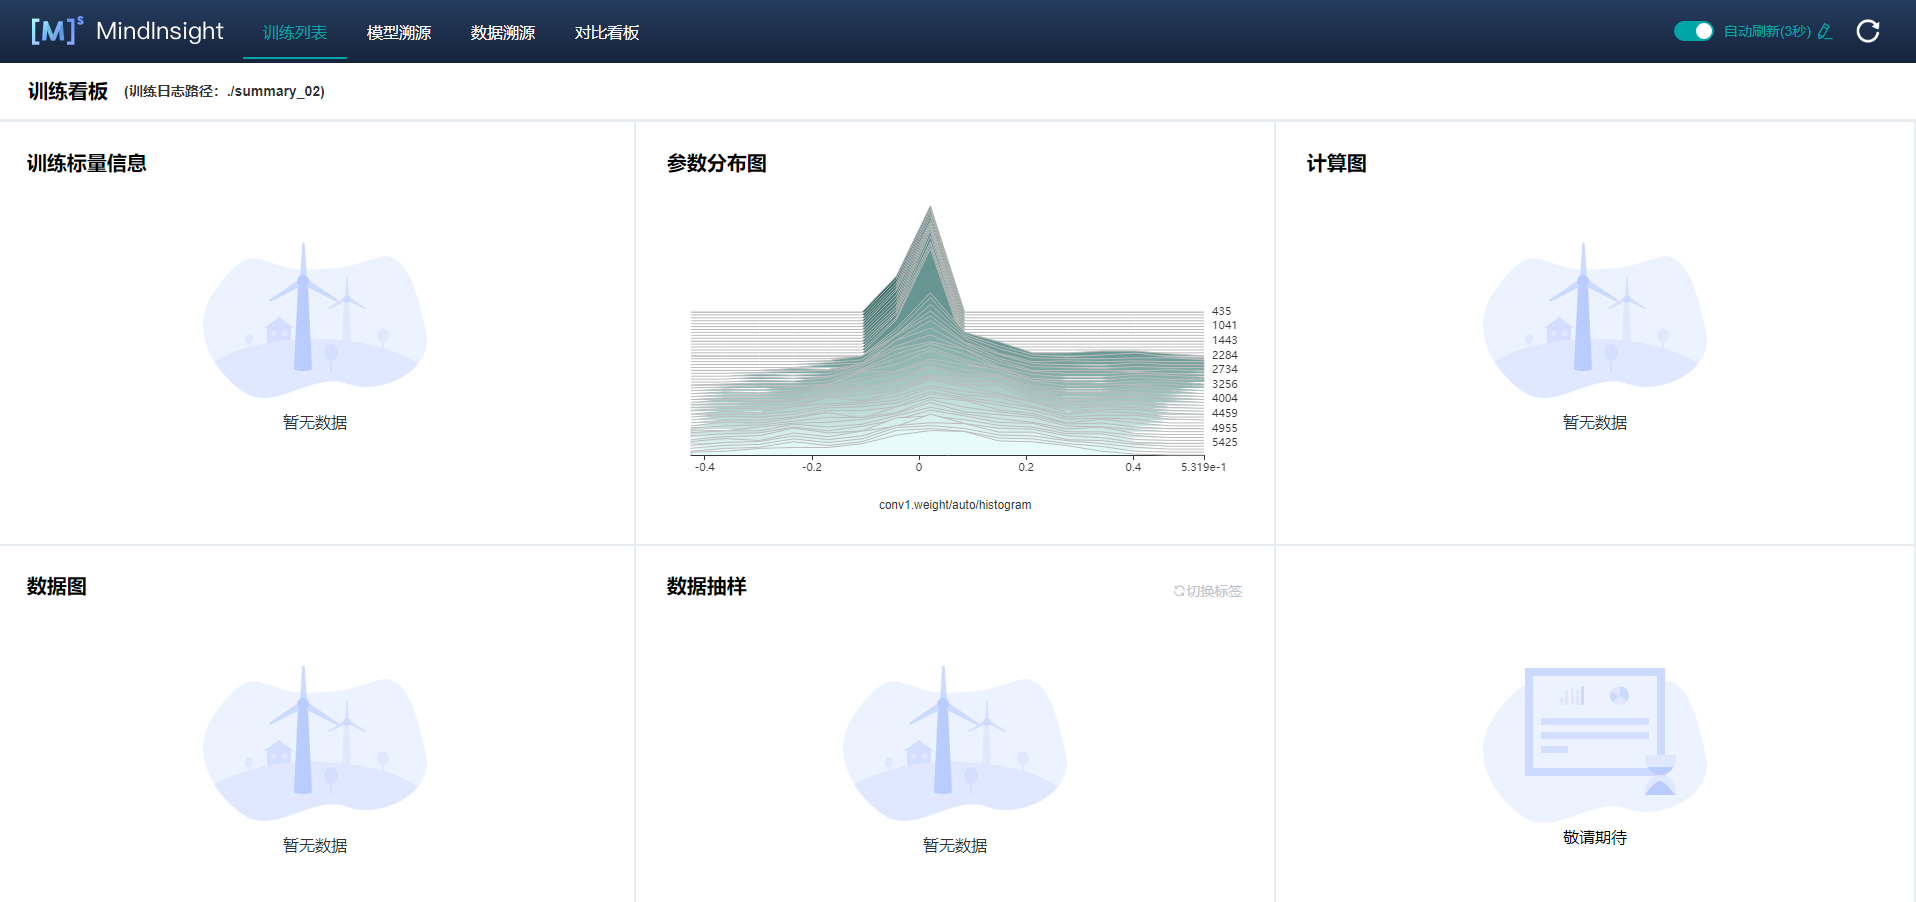 [M]s MindInsight 训练列表 模型溯源 数据溯源 对比看板 自动刷新(3秒)
训练看板 (训练日志路径：./summary_02)
训练标量信息
暂无数据
参数分布图
435
1041
1443
2284
2734
3256
4004
4459
4955
5425
-0.4 -0.2 0 0.2 0.4 5.319e-1
conv1.weight/auto/histogram
计算图
暂无数据
数据图
暂无数据
数据抽样 切换标签
暂无数据
敬请期待